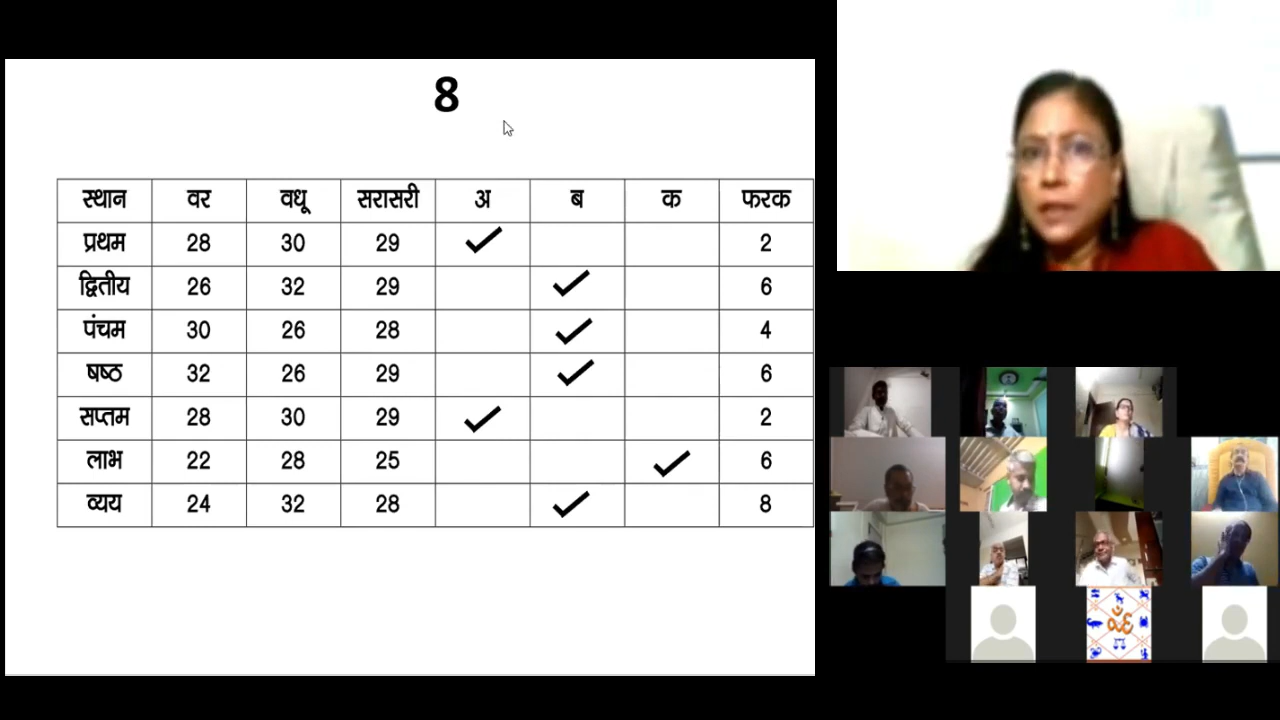 8
स्थान वर वधू सरासरी अ ब क फरक
प्रथम 28 30 29 ✓ 2
द्वितीय 26 32 29 ✓ 6
पंचम 30 26 28 ✓ 4
षष्ठ 32 26 29 ✓ 6
सप्तम 28 30 29 ✓ 2
लाभ 22 28 25 ✓ 6
व्यय 24 32 28 ✓ 8